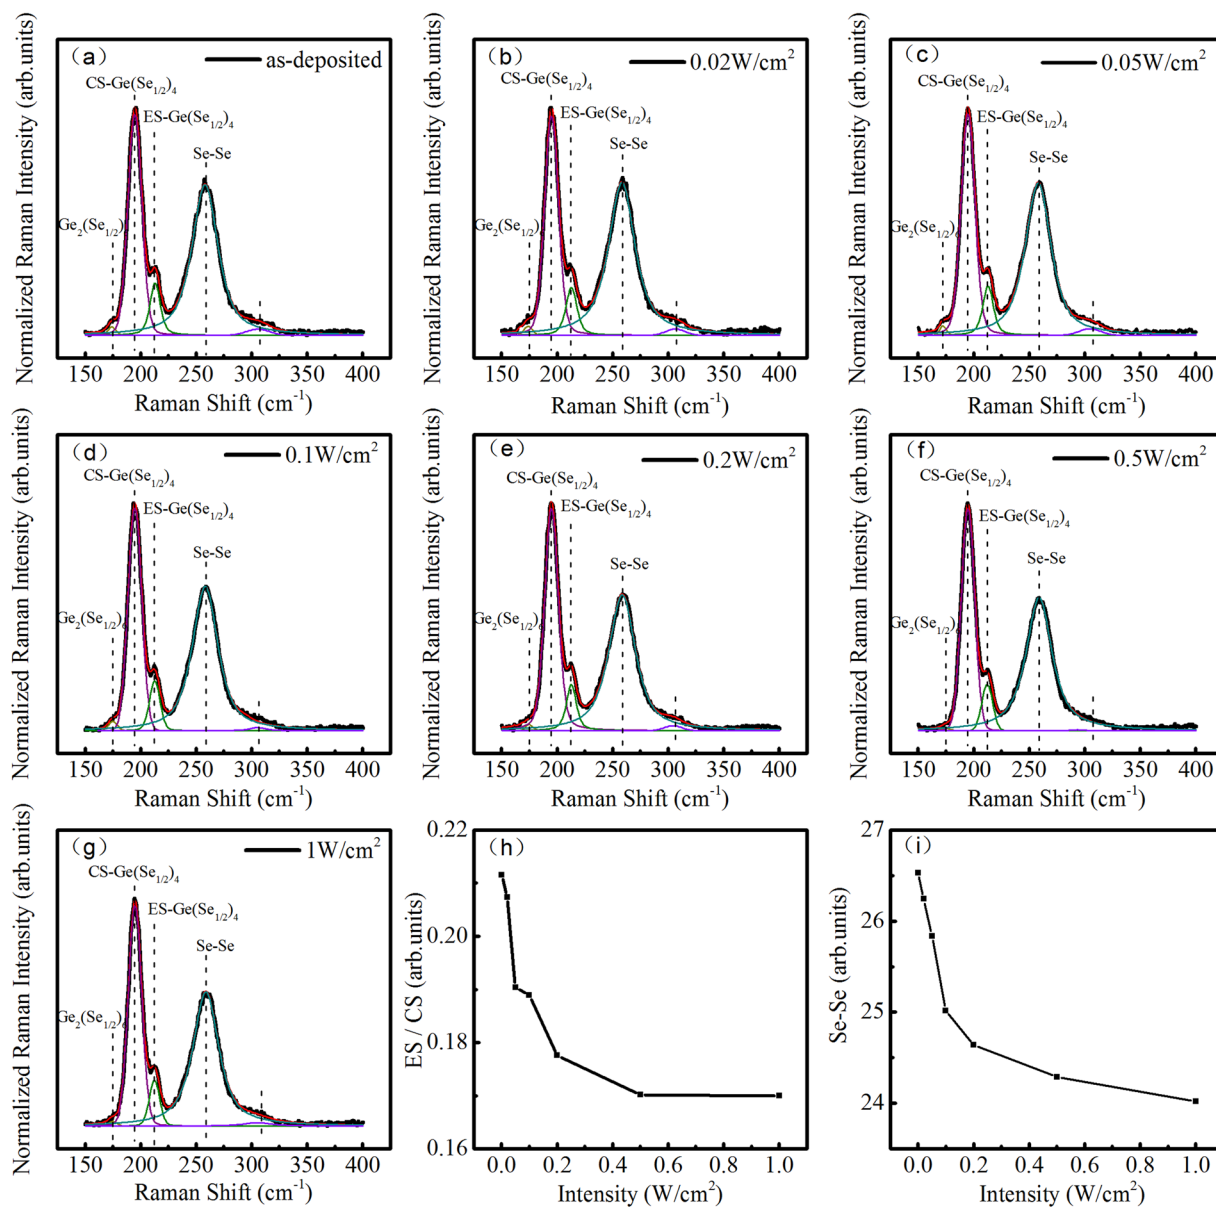 Normalized Raman Intensity (arb.units)
(a)
as-deposited
CS-Ge(Se1/2)4
ES-Ge(Se1/2)4
Se-Se
Ge2(Se1/2)
150 200 250 300 350 400
Raman Shift (cm-1)
Normalized Raman Intensity (arb.units)
(b)
0.02W/cm2
CS-Ge(Se1/2)4
ES-Ge(Se1/2)4
Se-Se
Ge2(Se1/2)6
150 200 250 300 350 400
Raman Shift (cm-1)
Normalized Raman Intensity (arb.units)
(c)
0.05W/cm2
CS-Ge(Se1/2)4
ES-Ge(Se1/2)4
Se-Se
Ge2(Se1/2)6
150 200 250 300 350 400
Raman Shift (cm-1)
Normalized Raman Intensity (arb.units)
(d)
0.1W/cm2
CS-Ge(Se1/2)4
ES-Ge(Se1/2)4
Se-Se
Ge2(Se1/2)6
150 200 250 300 350 400
Raman Shift (cm-1)
Normalized Raman Intensity (arb.units)
(e)
0.2W/cm2
CS-Ge(Se1/2)4
ES-Ge(Se1/2)4
Se-Se
Ge2(Se1/2)6
150 200 250 300 350 400
Raman Shift (cm-1)
Normalized Raman Intensity (arb.units)
(f)
0.5W/cm2
CS-Ge(Se1/2)4
ES-Ge(Se1/2)4
Se-Se
Ge2(Se1/2)6
150 200 250 300 350 400
Raman Shift (cm-1)
Normalized Raman Intensity (arb.units)
(g)
1W/cm2
CS-Ge(Se1/2)4
ES-Ge(Se1/2)4
Se-Se
Ge2(Se1/2)6
150 200 250 300 350 400
Raman Shift (cm-1)
ES / CS (arb.units)
(h)
0.22
0.20
0.18
0.16
0.0 0.2 0.4 0.6 0.8 1.0
Intensity (W/cm2)
Se-Se (arb.units)
(i)
27
26
25
24
0.0 0.2 0.4 0.6 0.8 1.0
Intensity (W/cm2)